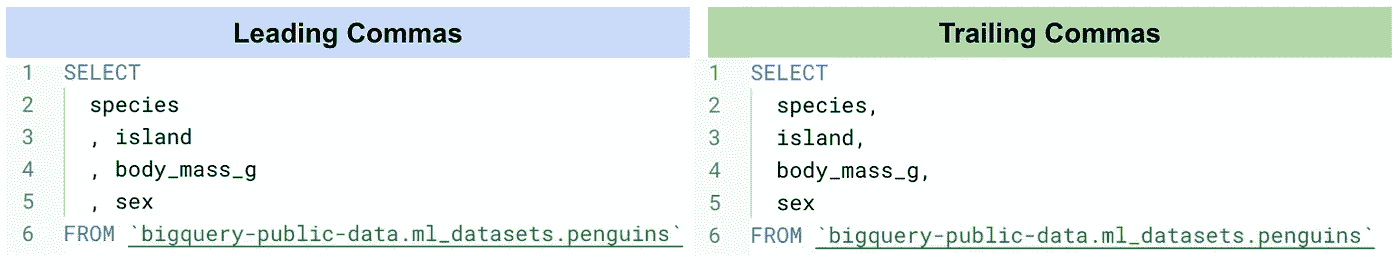 Leading Commas
1 SELECT
2 species
3 , island
4 , body_mass_g
5 , sex
6 FROM `bigquery-public-data.ml_datasets.penguins`
Trailing Commas
1 SELECT
2 species,
3 island,
4 body_mass_g,
5 sex
6 FROM `bigquery-public-data.ml_datasets.penguins`